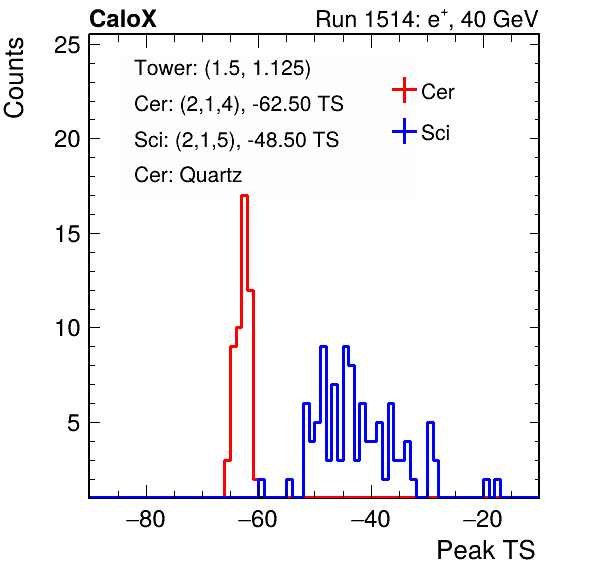 CaloX
Run 1514: e⁺, 40 GeV
Counts
25
20
15
10
5
Tower: (1.5, 1.125)
Cer: (2,1,4), -62.50 TS
Sci: (2,1,5), -48.50 TS
Cer: Quartz
Cer
Sci
−80 −60 −40 −20
Peak TS